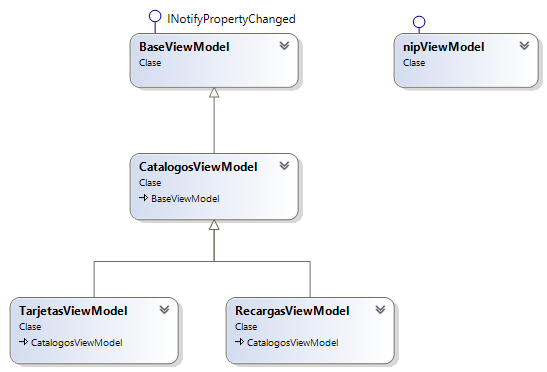 INotifyPropertyChanged
BaseViewModel
Clase
nipViewModel
Clase
CatalogosViewModel
Clase
BaseViewModel
TarjetasViewModel
Clase
CatalogosViewModel
RecargasViewModel
Clase
CatalogosViewModel